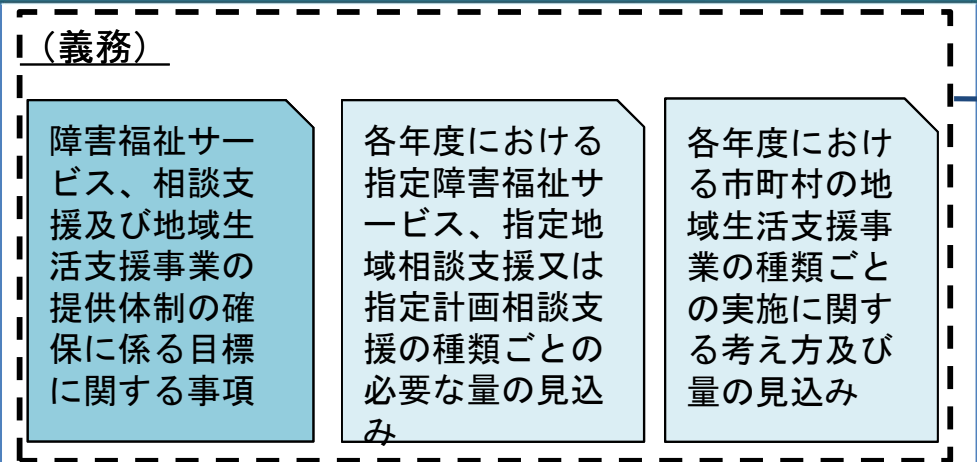 （義務）
障害福祉サー
ビス、相談支
援及び地域生
活支援事業の
提供体制の確
保に係る目標
に関する事項
各年度における
指定障害福祉サ
ービス、指定地
域相談支援又は
指定計画相談支
援の種類ごとの
必要な量の見込
み
各年度におけ
る市町村の地
域生活支援事
業の種類ごと
の実施に関す
る考え方及び
量の見込み